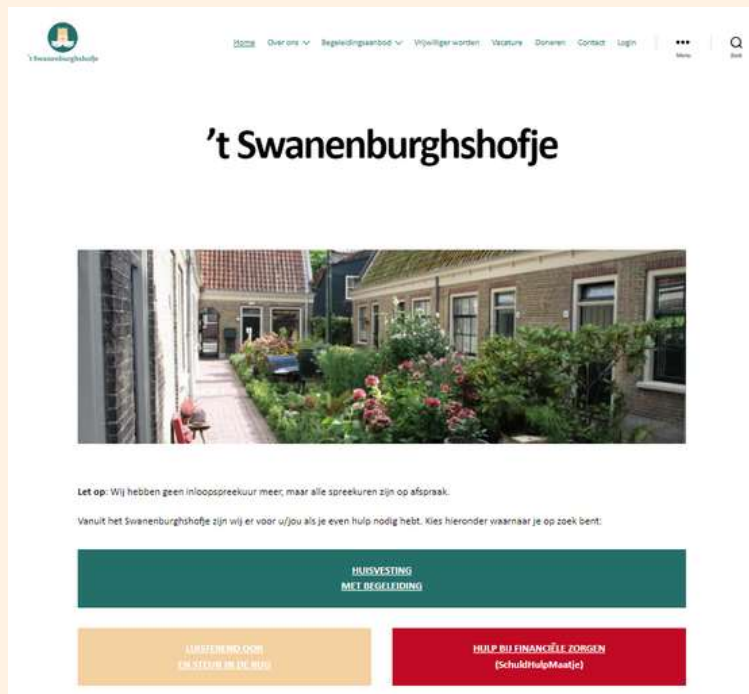 't Swanenburghshofje
Home Over ons Begeleidingsaanbod Vrijwilliger worden Vacature Doneren Contact Login Menu Zoek
't Swanenburghshofje
Let op: Wij hebben geen inloopspreekuur meer, maar alle spreekuren zijn op afspraak.
Vanuit het Swanenburghshofje zijn wij er voor u/jou als je even hulp nodig hebt. Kies hieronder waarnaar je op zoek bent:
HUISVESTING
MET BEGELEIDING
LUISTEREND OOR
EN STEUN IN DE RUG
HULP BIJ FINANCIËLE ZORGEN
(SchuldHulpMaatje)